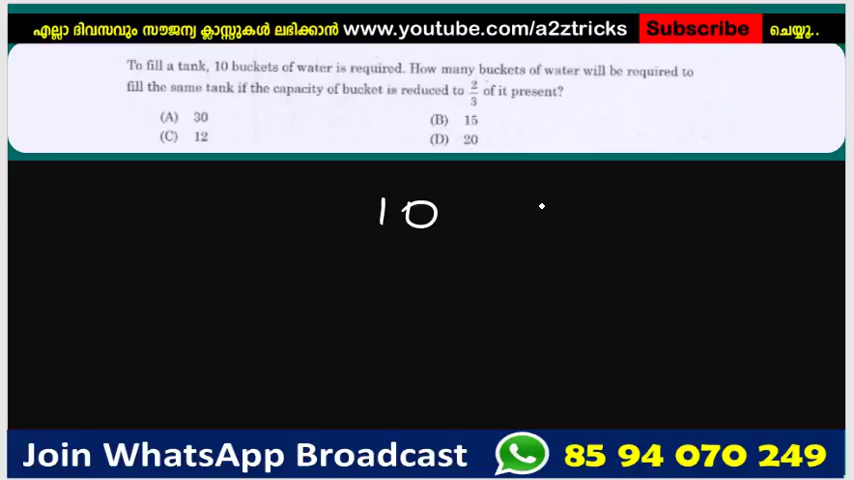 എല്ലാ ദിവസവും സൗജന്യ ക്ലാസ്സുകൾ ലഭിക്കാൻ www.youtube.com/a2ztricks Subscribe ചെയ്യൂ..
To fill a tank, 10 buckets of water is required. How many buckets of water will be required to
fill the same tank if the capacity of bucket is reduced to 2/3 of it present?
(A) 30 (B) 15
(C) 12 (D) 20
10
Join WhatsApp Broadcast 85 94 070 249